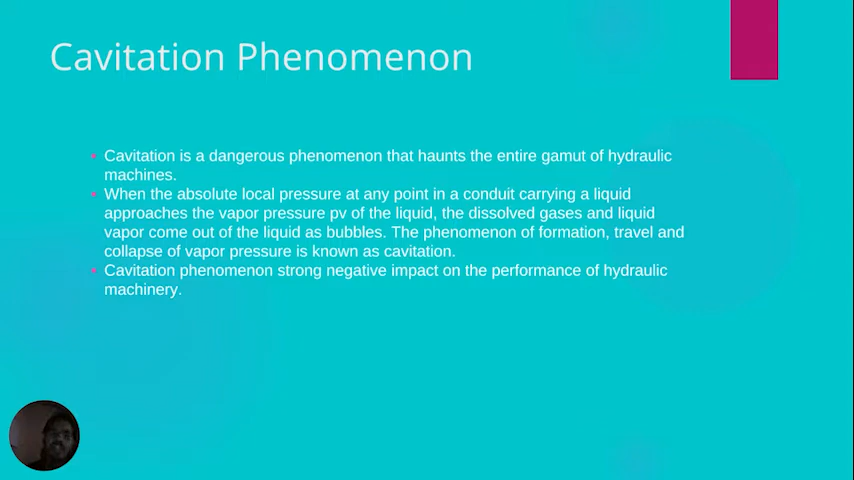 Cavitation Phenomenon
Cavitation is a dangerous phenomenon that haunts the entire gamut of hydraulic
machines.
When the absolute local pressure at any point in a conduit carrying a liquid
approaches the vapor pressure pv of the liquid, the dissolved gases and liquid
vapor come out of the liquid as bubbles. The phenomenon of formation, travel and
collapse of vapor pressure is known as cavitation.
Cavitation phenomenon strong negative impact on the performance of hydraulic
machinery.